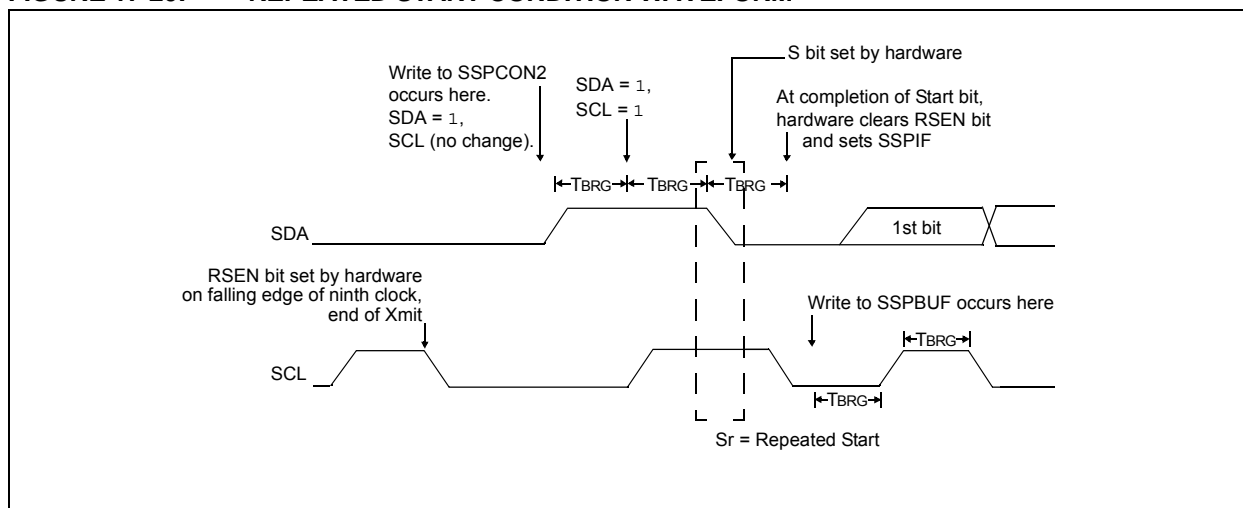 S bit set by hardware
Write to SSPCON2
occurs here.
SDA = 1,
SCL (no change).
SDA = 1,
SCL = 1
At completion of Start bit,
hardware clears RSEN bit
and sets SSPIF
TBRG
TBRG
TBRG
SDA
1st bit
RSEN bit set by hardware
on falling edge of ninth clock,
end of Xmit
Write to SSPBUF occurs here
TBRG
SCL
TBRG
Sr = Repeated Start